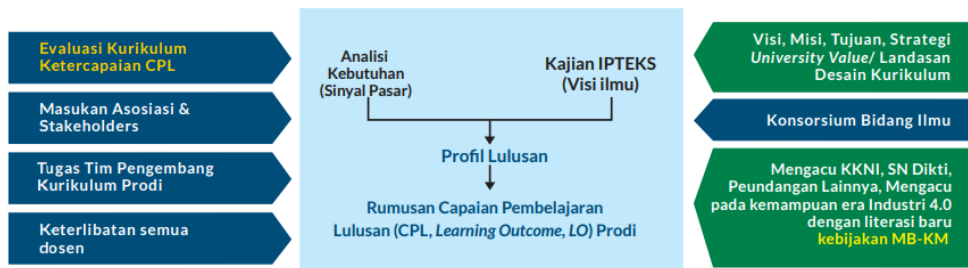 Evaluasi Kurikulum
Ketercapaian CPL
Masukan Asosiasi &
Stakeholders
Tugas Tim Pengembang
Kurikulum Prodi
Keterlibatan semua
dosen
Analisi
Kebutuhan
(Sinyal Pasar)
Kajian IPTEKS
(Visi ilmu)
Profil Lulusan
Rumusan Capaian Pembelajaran
Lulusan (CPL, Learning Outcome, LO) Prodi
Visi, Misi, Tujuan, Strategi
University Value/ Landasan
Desain Kurikulum
Konsorsium Bidang Ilmu
Mengacu KKNI, SN Dikti,
Peundangan Lainnya, Mengacu
pada kemampuan era Industri 4.0
dengan literasi baru
kebijakan MB-KM